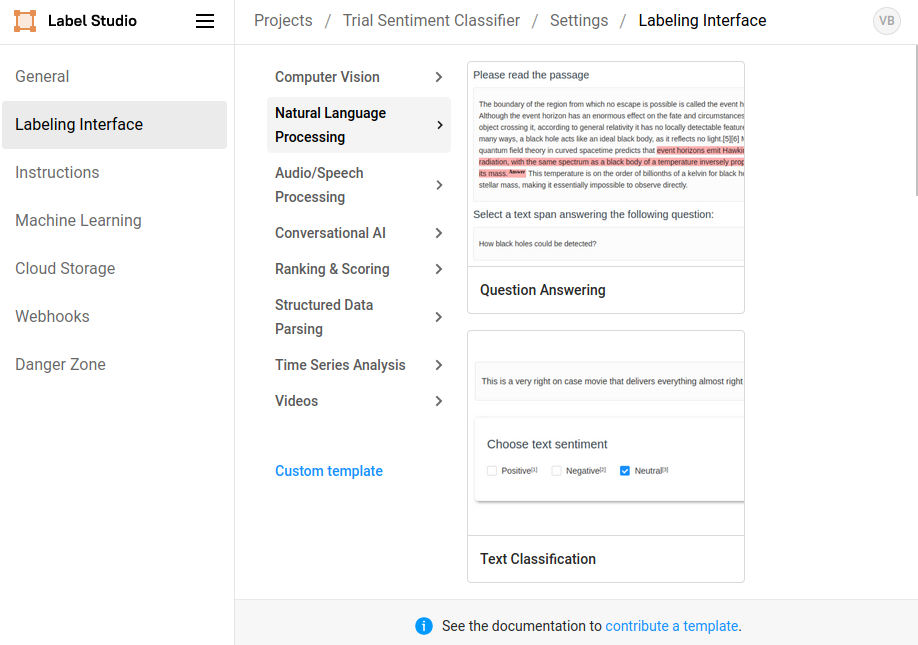 Label Studio
Projects / Trial Sentiment Classifier / Settings / Labeling Interface
VB
General
Labeling Interface
Instructions
Machine Learning
Cloud Storage
Webhooks
Danger Zone
Computer Vision
Natural Language
Processing
Audio/Speech
Processing
Conversational AI
Ranking & Scoring
Structured Data
Parsing
Time Series Analysis
Videos
Custom template
Please read the passage
The boundary of the region from which no escape is possible is called the event h
Although the event horizon has an enormous effect on the fate and circumstances
object crossing it, according to general relativity it has no locally detectable feature
many ways, a black hole acts like an ideal black body, as it reflects no light.[5][6] M
quantum field theory in curved spacetime predicts that event horizons emit Hawki
radiation, with the same spectrum as a black body of a temperature inversely prop
its mass. Answer This temperature is on the order of billionths of a kelvin for black h
stellar mass, making it essentially impossible to observe directly.
Select a text span answering the following question:
How black holes could be detected?
Question Answering
This is a very right on case movie that delivers everything almost right
Choose text sentiment
Positive[1] Negative[2] Neutral[3]
Text Classification
See the documentation to contribute a template.